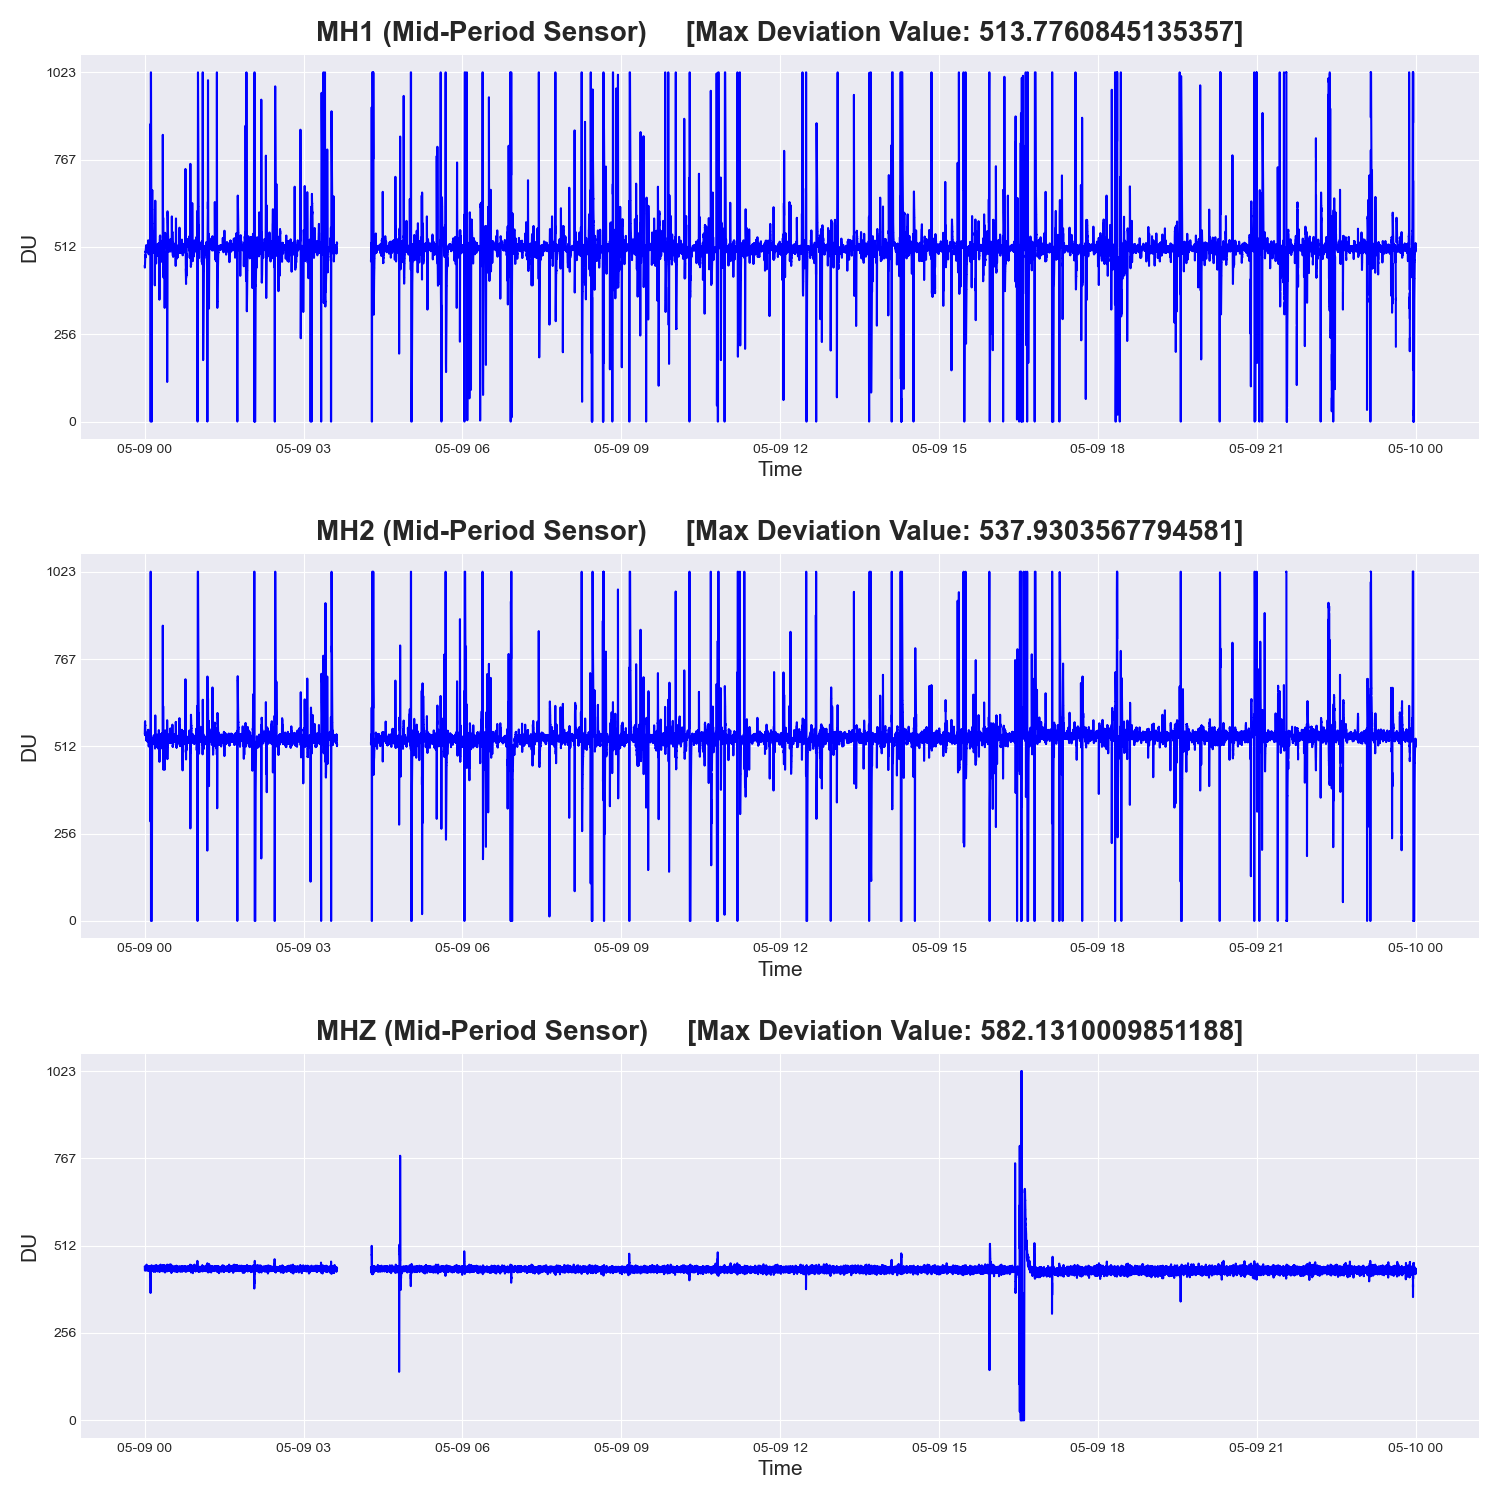 MH1 (Mid-Period Sensor) [Max Deviation Value: 513.7760845135357]
1023
767
512
256
0
DU
05-09 00 05-09 03 05-09 06 05-09 09 05-09 12 05-09 15 05-09 18 05-09 21 05-10 00
Time
MH2 (Mid-Period Sensor) [Max Deviation Value: 537.9303567794581]
1023
767
512
256
0
DU
05-09 00 05-09 03 05-09 06 05-09 09 05-09 12 05-09 15 05-09 18 05-09 21 05-10 00
Time
MHZ (Mid-Period Sensor) [Max Deviation Value: 582.1310009851188]
1023
767
512
256
0
DU
05-09 00 05-09 03 05-09 06 05-09 09 05-09 12 05-09 15 05-09 18 05-09 21 05-10 00
Time